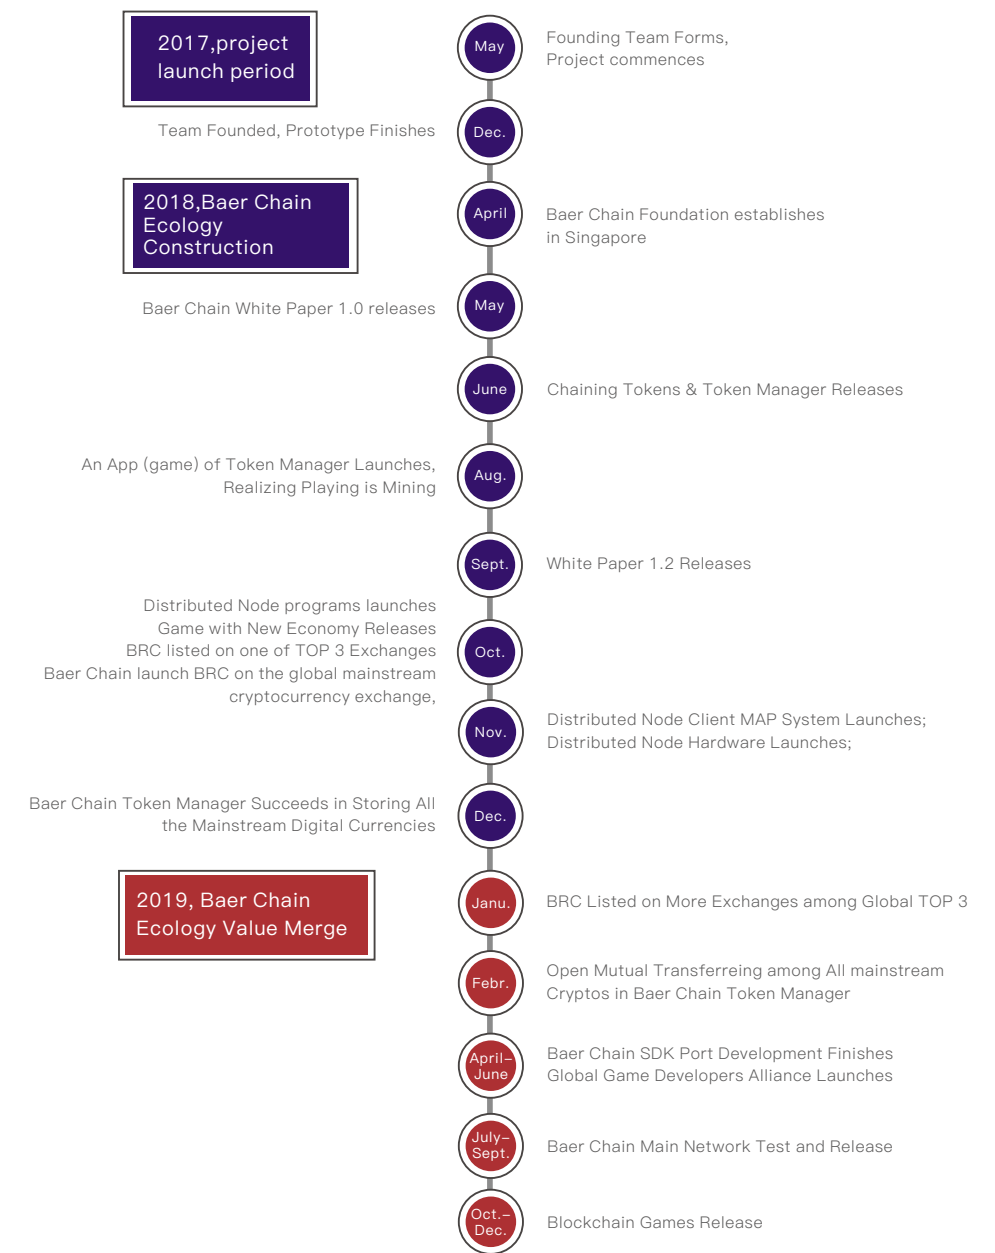 2017,project
launch period
May
Founding Team Forms,
Project commences
Team Founded, Prototype Finishes
Dec.
2018,Baer Chain
Ecology
Construction
April
Baer Chain Foundation establishes
in Singapore
Baer Chain White Paper 1.0 releases
May
June
Chaining Tokens & Token Manager Releases
An App (game) of Token Manager Launches,
Realizing Playing is Mining
Aug.
Sept.
White Paper 1.2 Releases
Distributed Node programs launches
Game with New Economy Releases
BRC listed on one of TOP 3 Exchanges
Baer Chain launch BRC on the global mainstream
cryptocurrency exchange,
Oct.
Nov.
Distributed Node Client MAP System Launches;
Distributed Node Hardware Launches;
Baer Chain Token Manager Succeeds in Storing All
the Mainstream Digital Currencies
Dec.
2019, Baer Chain
Ecology Value Merge
Janu.
BRC Listed on More Exchanges among Global TOP 3
Febr.
Open Mutual Transferreing among All mainstream
Cryptos in Baer Chain Token Manager
April–
June
Baer Chain SDK Port Development Finishes
Global Game Developers Alliance Launches
July–
Sept.
Baer Chain Main Network Test and Release
Oct.–
Dec.
Blockchain Games Release